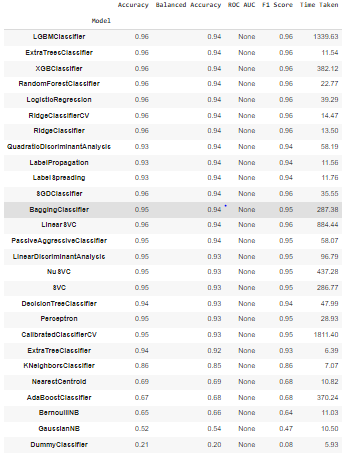 Accuracy Balanced Accuracy ROC AUC F1 Score Time Taken
Model
LGBMClassifier 0.96 0.94 None 0.96 1339.63
ExtraTreesClassifier 0.96 0.94 None 0.96 11.54
XGBClassifier 0.96 0.94 None 0.96 382.12
RandomForestClassifier 0.96 0.94 None 0.96 22.77
LogisticRegression 0.96 0.94 None 0.96 39.29
RidgeClassifierCV 0.96 0.94 None 0.96 14.47
RidgeClassifier 0.96 0.94 None 0.96 13.50
QuadraticDiscriminantAnalysis 0.93 0.94 None 0.94 58.19
LabelPropagation 0.93 0.94 None 0.94 11.56
LabelSpreading 0.93 0.94 None 0.94 11.76
SGDClassifier 0.96 0.94 None 0.96 35.55
BaggingClassifier 0.95 0.94 None 0.95 287.38
LinearSVC 0.96 0.94 None 0.96 884.44
PassiveAggressiveClassifier 0.95 0.94 None 0.95 58.07
LinearDiscriminantAnalysis 0.95 0.93 None 0.95 96.79
NuSVC 0.95 0.93 None 0.95 437.28
SVC 0.95 0.93 None 0.95 286.77
DecisionTreeClassifier 0.94 0.93 None 0.94 47.99
Perceptron 0.95 0.93 None 0.95 28.93
CalibratedClassifierCV 0.95 0.93 None 0.95 1811.40
ExtraTreeClassifier 0.94 0.92 None 0.93 6.39
KNeighborsClassifier 0.86 0.85 None 0.86 7.07
NearestCentroid 0.69 0.69 None 0.68 10.82
AdaBoostClassifier 0.67 0.68 None 0.68 370.24
BernoulliNB 0.65 0.66 None 0.64 11.03
GaussianNB 0.52 0.54 None 0.47 10.50
DummyClassifier 0.21 0.20 None 0.08 5.93